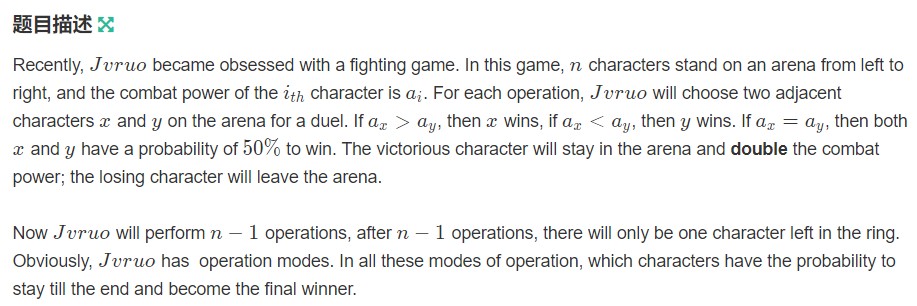 题目描述
Recently, Jvruo became obsessed with a fighting game. In this game, n characters stand on an arena from left to
right, and the combat power of the i_{th} character is a_i. For each operation, Jvruo will choose two adjacent
characters x and y on the arena for a duel. If a_x > a_y, then x wins, if a_x < a_y, then y wins. If a_x = a_y, then both
x and y have a probability of 50% to win. The victorious character will stay in the arena and double the combat
power; the losing character will leave the arena.
Now Jvruo will perform n − 1 operations, after n − 1 operations, there will only be one character left in the ring.
Obviously, Jvruo has operation modes. In all these modes of operation, which characters have the probability to
stay till the end and become the final winner.